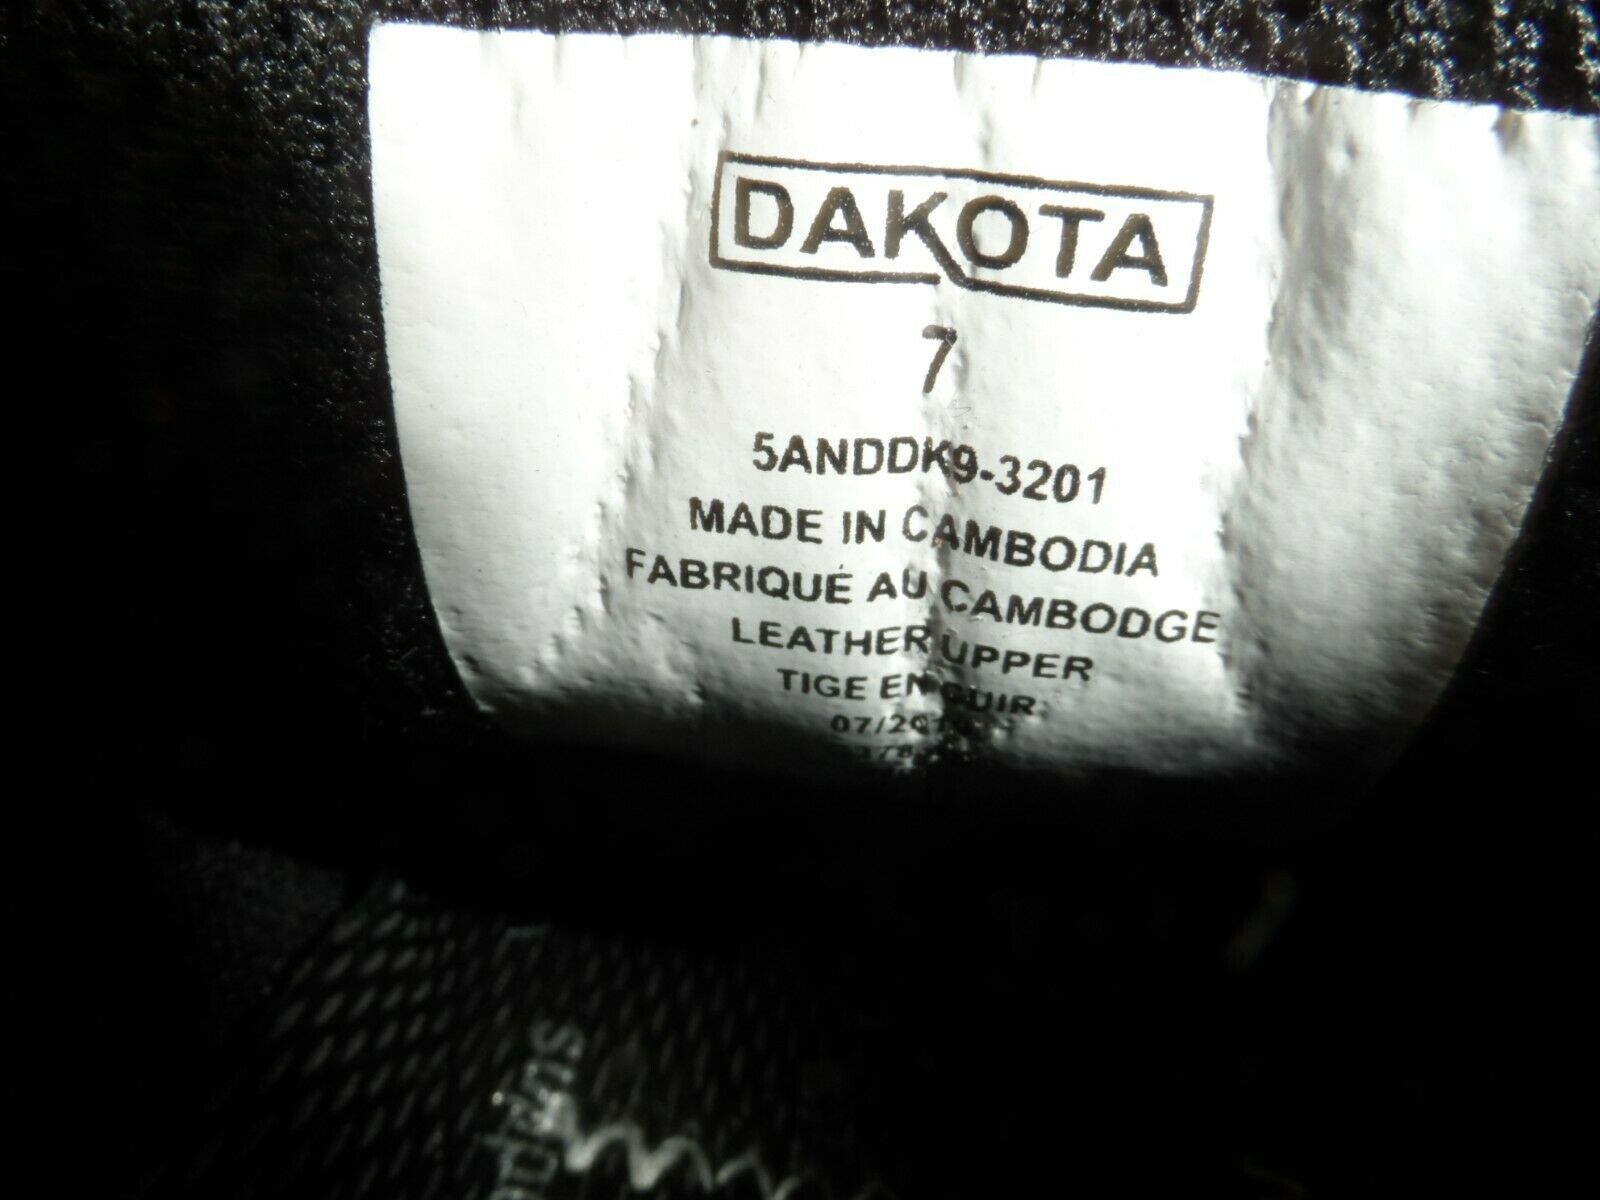 DAKOTA
7
5ANDDK9-3201
MADE IN CAMBODIA
FABRIQUÉ AU CAMBODGE
LEATHER UPPER
TIGE EN CUIR